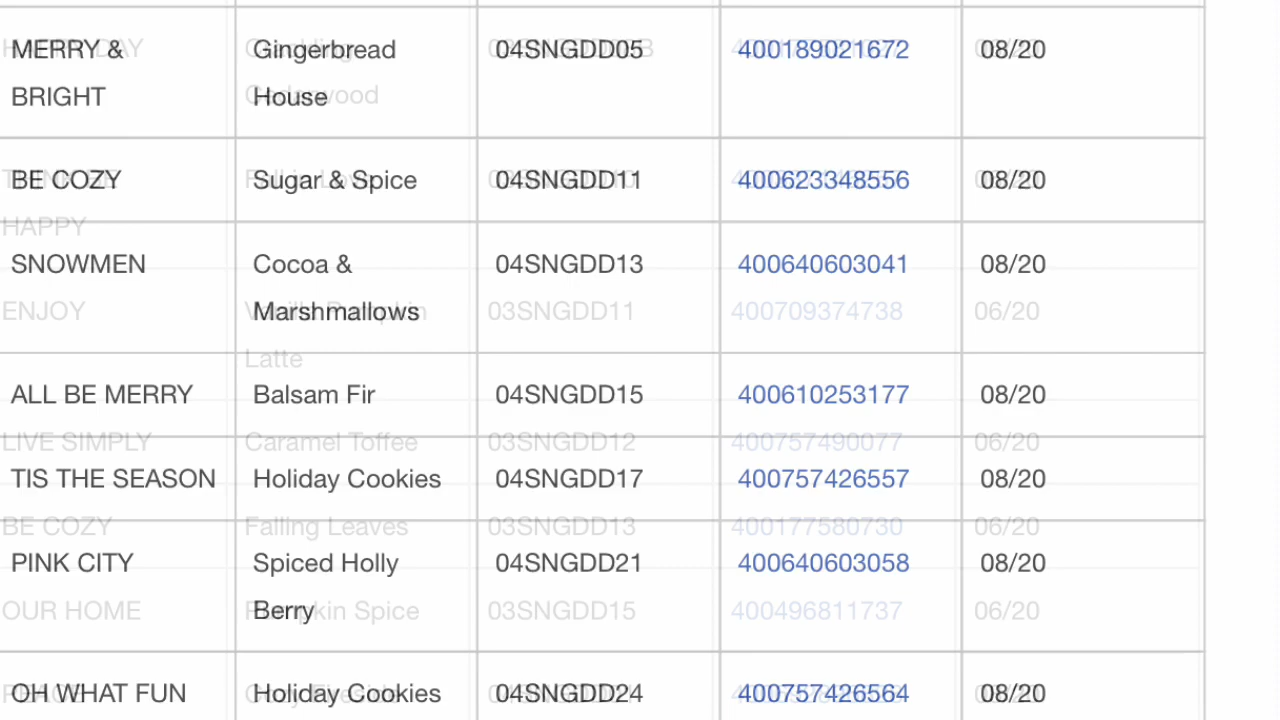 MERRY & Gingerbread 04SNGDD05 400189021672 08/20
BRIGHT House
BE COZY Sugar & Spice 04SNGDD11 400623348556 08/20
HAPPY
SNOWMEN Cocoa & 04SNGDD13 400640603041 08/20
ENJOY Marshmallows 03SNGDD11 400709374738 06/20
Latte
ALL BE MERRY Balsam Fir 04SNGDD15 400610253177 08/20
LIVE SIMPLY Caramel Toffee 03SNGDD12 400757490077 06/20
TIS THE SEASON Holiday Cookies 04SNGDD17 400757426557 08/20
BE COZY Falling Leaves 03SNGDD13 400177580730 06/20
PINK CITY Spiced Holly 04SNGDD21 400640603058 08/20
OUR HOME Berry Pumpkin Spice 03SNGDD15 400496811737 06/20
OH WHAT FUN Holiday Cookies 04SNGDD24 400757426564 08/20